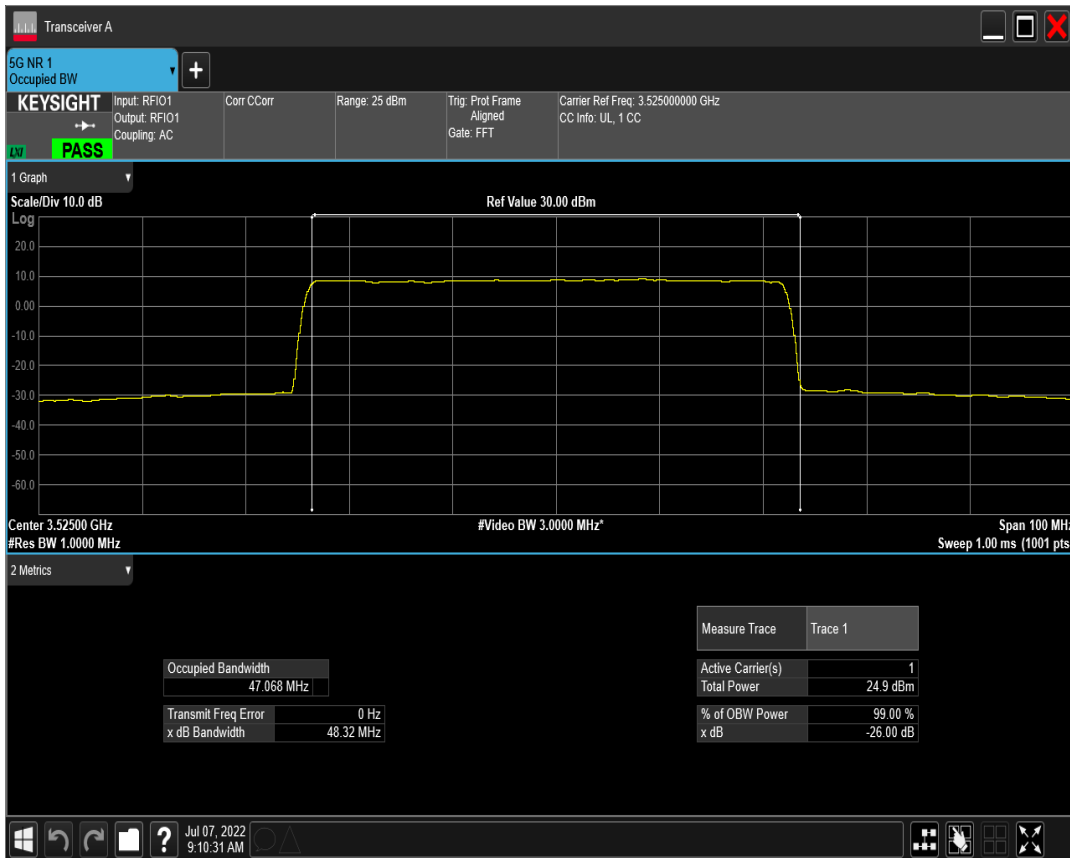 Transceiver A
5G NR 1
Occupied BW
KEYSIGHT
LXI
PASS
Input: RFIO1
Output: RFIO1
Coupling: AC
Corr CCorr
Range: 25 dBm
Trig: Prot Frame
Aligned
Gate: FFT
Carrier Ref Freq: 3.525000000 GHz
CC Info: UL, 1 CC
1 Graph
Scale/Div 10.0 dB
Ref Value 30.00 dBm
Log
20.0
10.0
0.00
-10.0
-20.0
-30.0
-40.0
-50.0
-60.0
Center 3.52500 GHz
#Video BW 3.0000 MHz*
Span 100 MHz
#Res BW 1.0000 MHz
Sweep 1.00 ms (1001 pts
2 Metrics
Measure Trace Trace 1
Occupied Bandwidth
47.068 MHz
Active Carrier(s) 1
Total Power 24.9 dBm
Transmit Freq Error 0 Hz
x dB Bandwidth 48.32 MHz
% of OBW Power 99.00 %
x dB -26.00 dB
?
Jul 07, 2022
9:10:31 AM